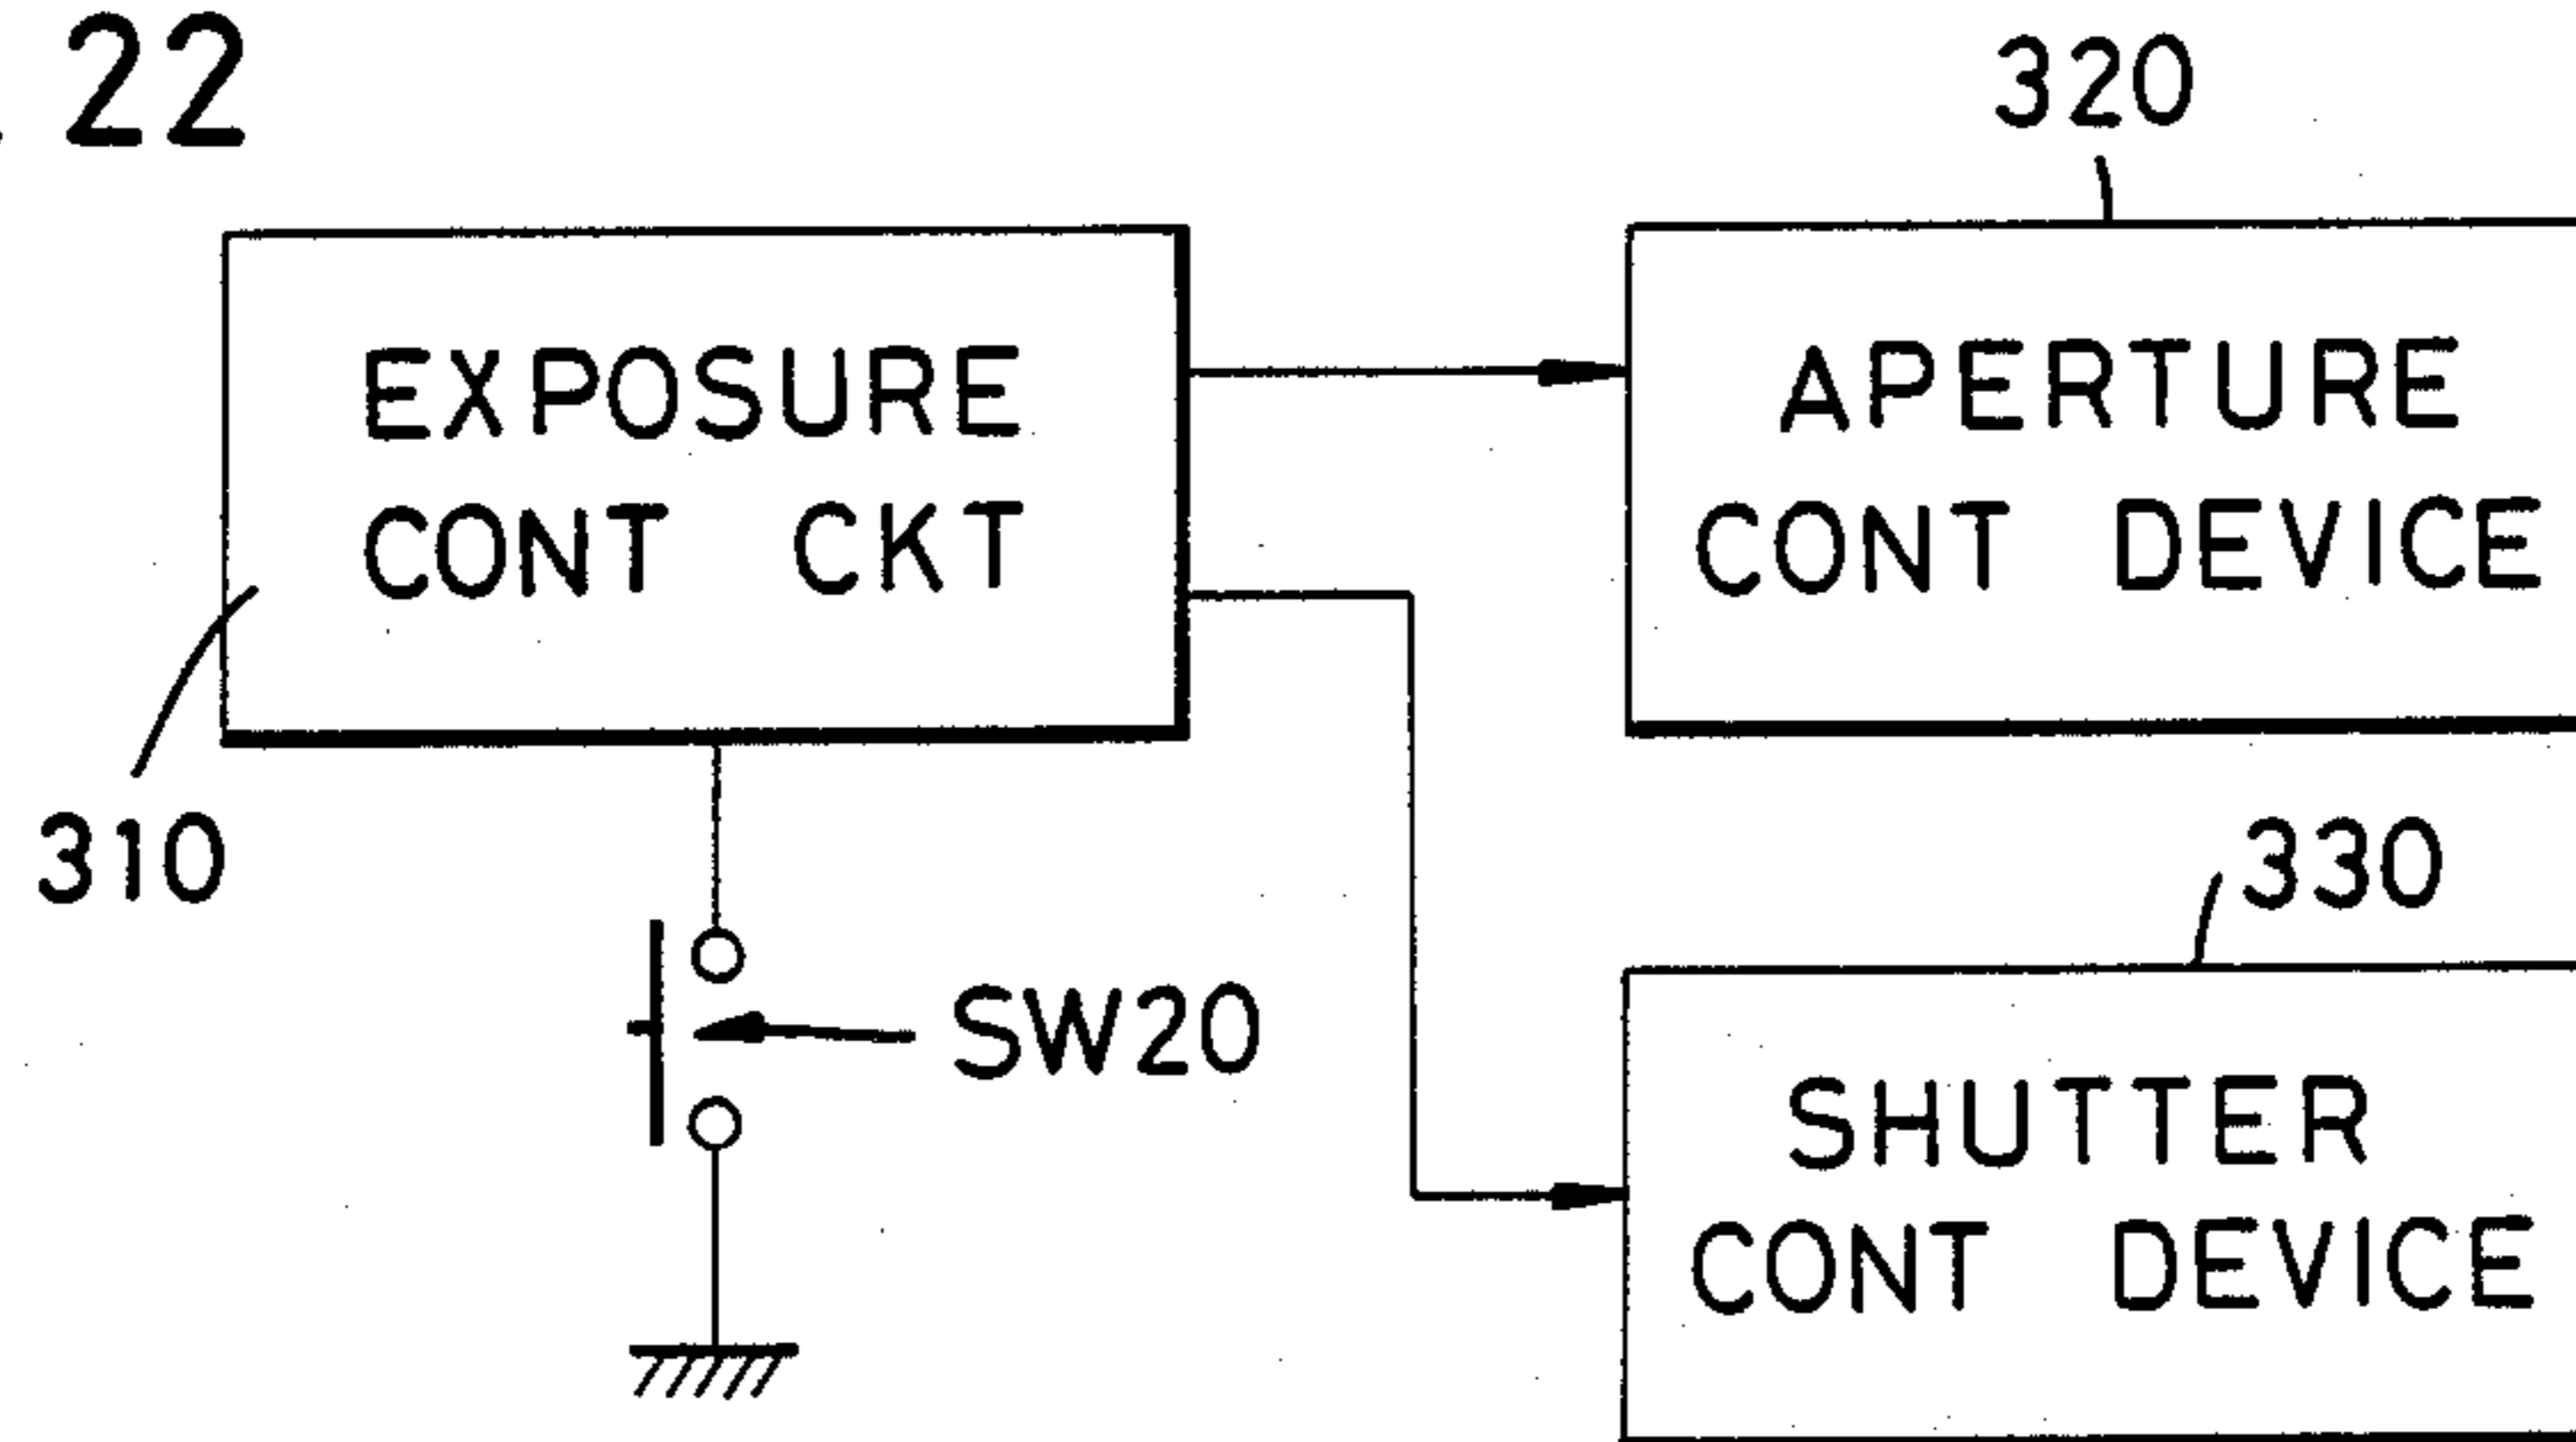 22
320
EXPOSURE
CONT CKT
APERTURE
CONT DEVICE
310
330
SW20
SHUTTER
CONT DEVICE